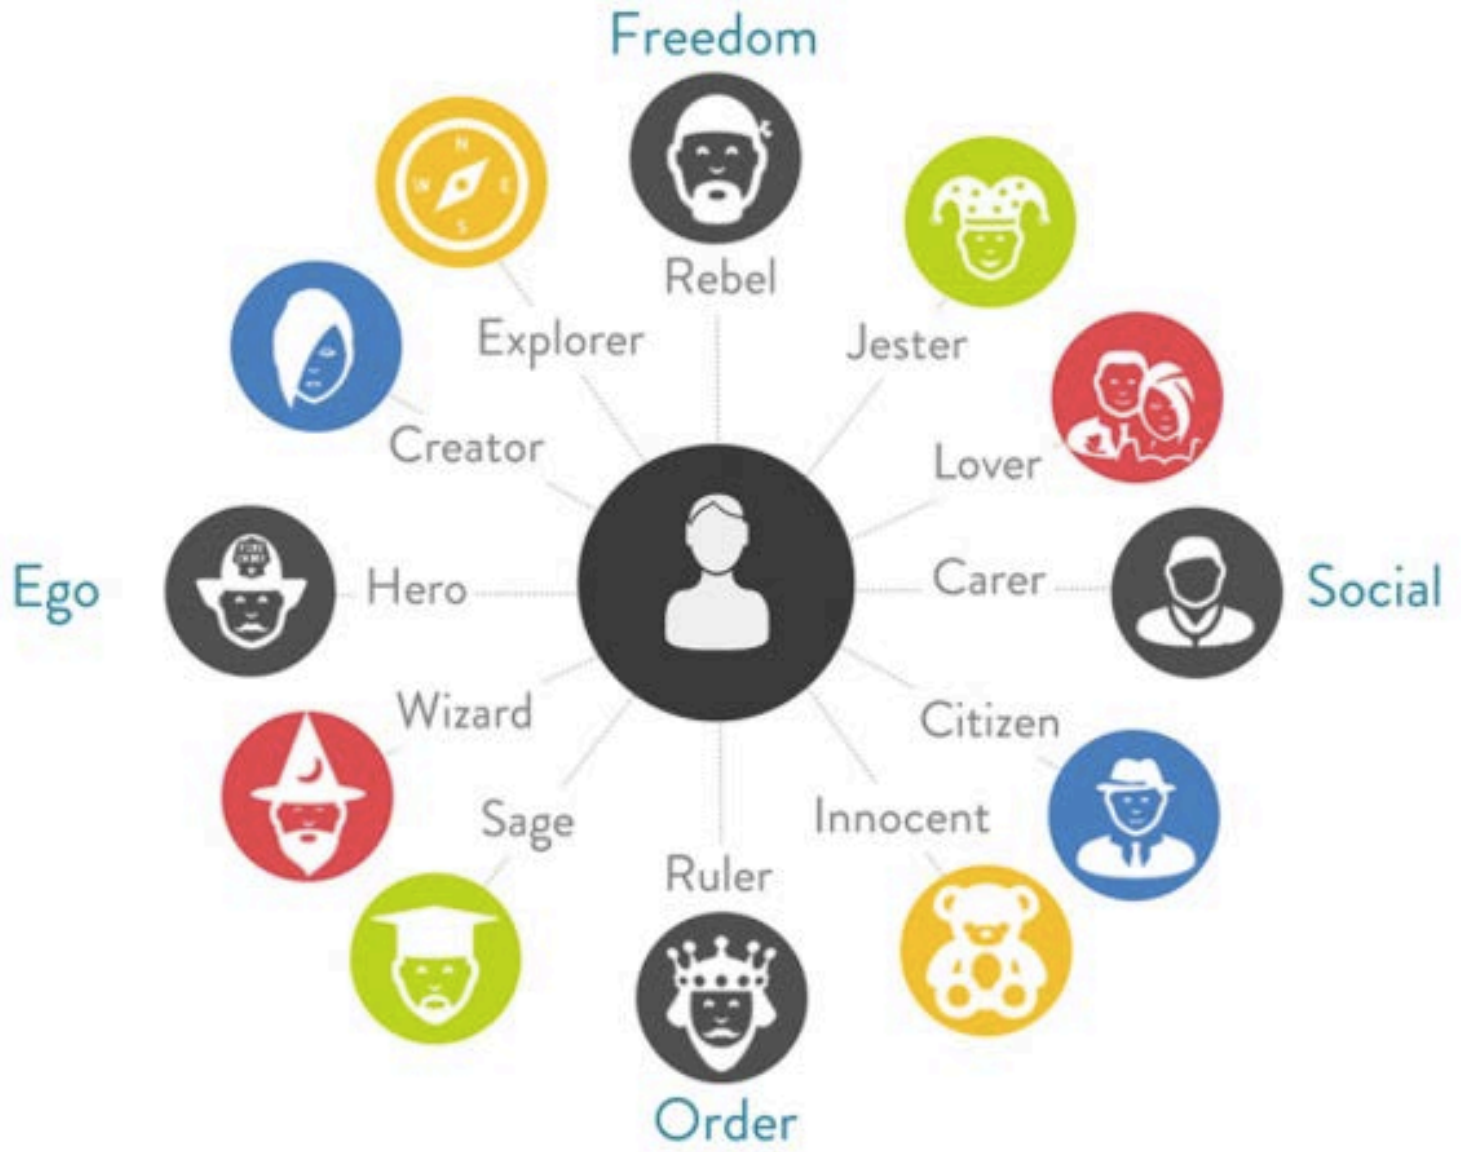 Freedom
N
W
E
S
Rebel
Explorer
Jester
Creator
Lover
Ego
Hero
Carer
Social
Wizard
Citizen
Sage
Innocent
Ruler
Order